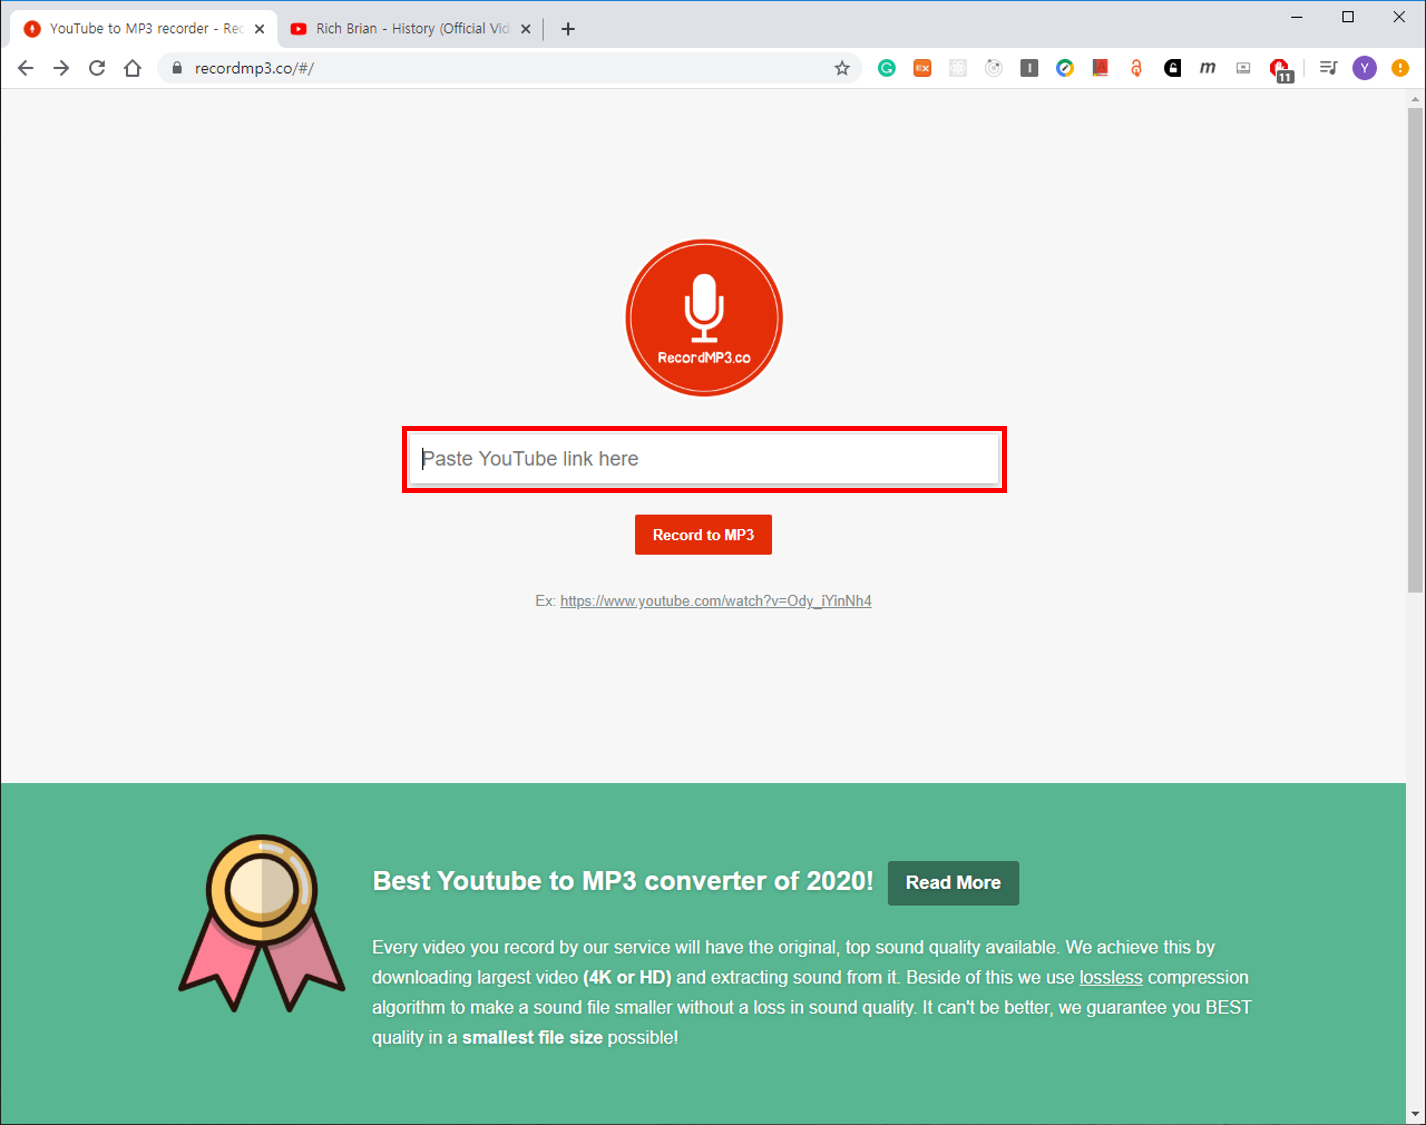 YouTube to MP3 recorder - Rec
Rich Brian - History (Official Vid
recordmp3.co/#/
11
Y
RecordMP3.co
Paste YouTube link here
Record to MP3
Ex: https://www.youtube.com/watch?v=Ody_iYinNh4
Best Youtube to MP3 converter of 2020!
Read More
Every video you record by our service will have the original, top sound quality available. We achieve this by
downloading largest video (4K or HD) and extracting sound from it. Beside of this we use lossless compression
algorithm to make a sound file smaller without a loss in sound quality. It can't be better, we guarantee you BEST
quality in a smallest file size possible!